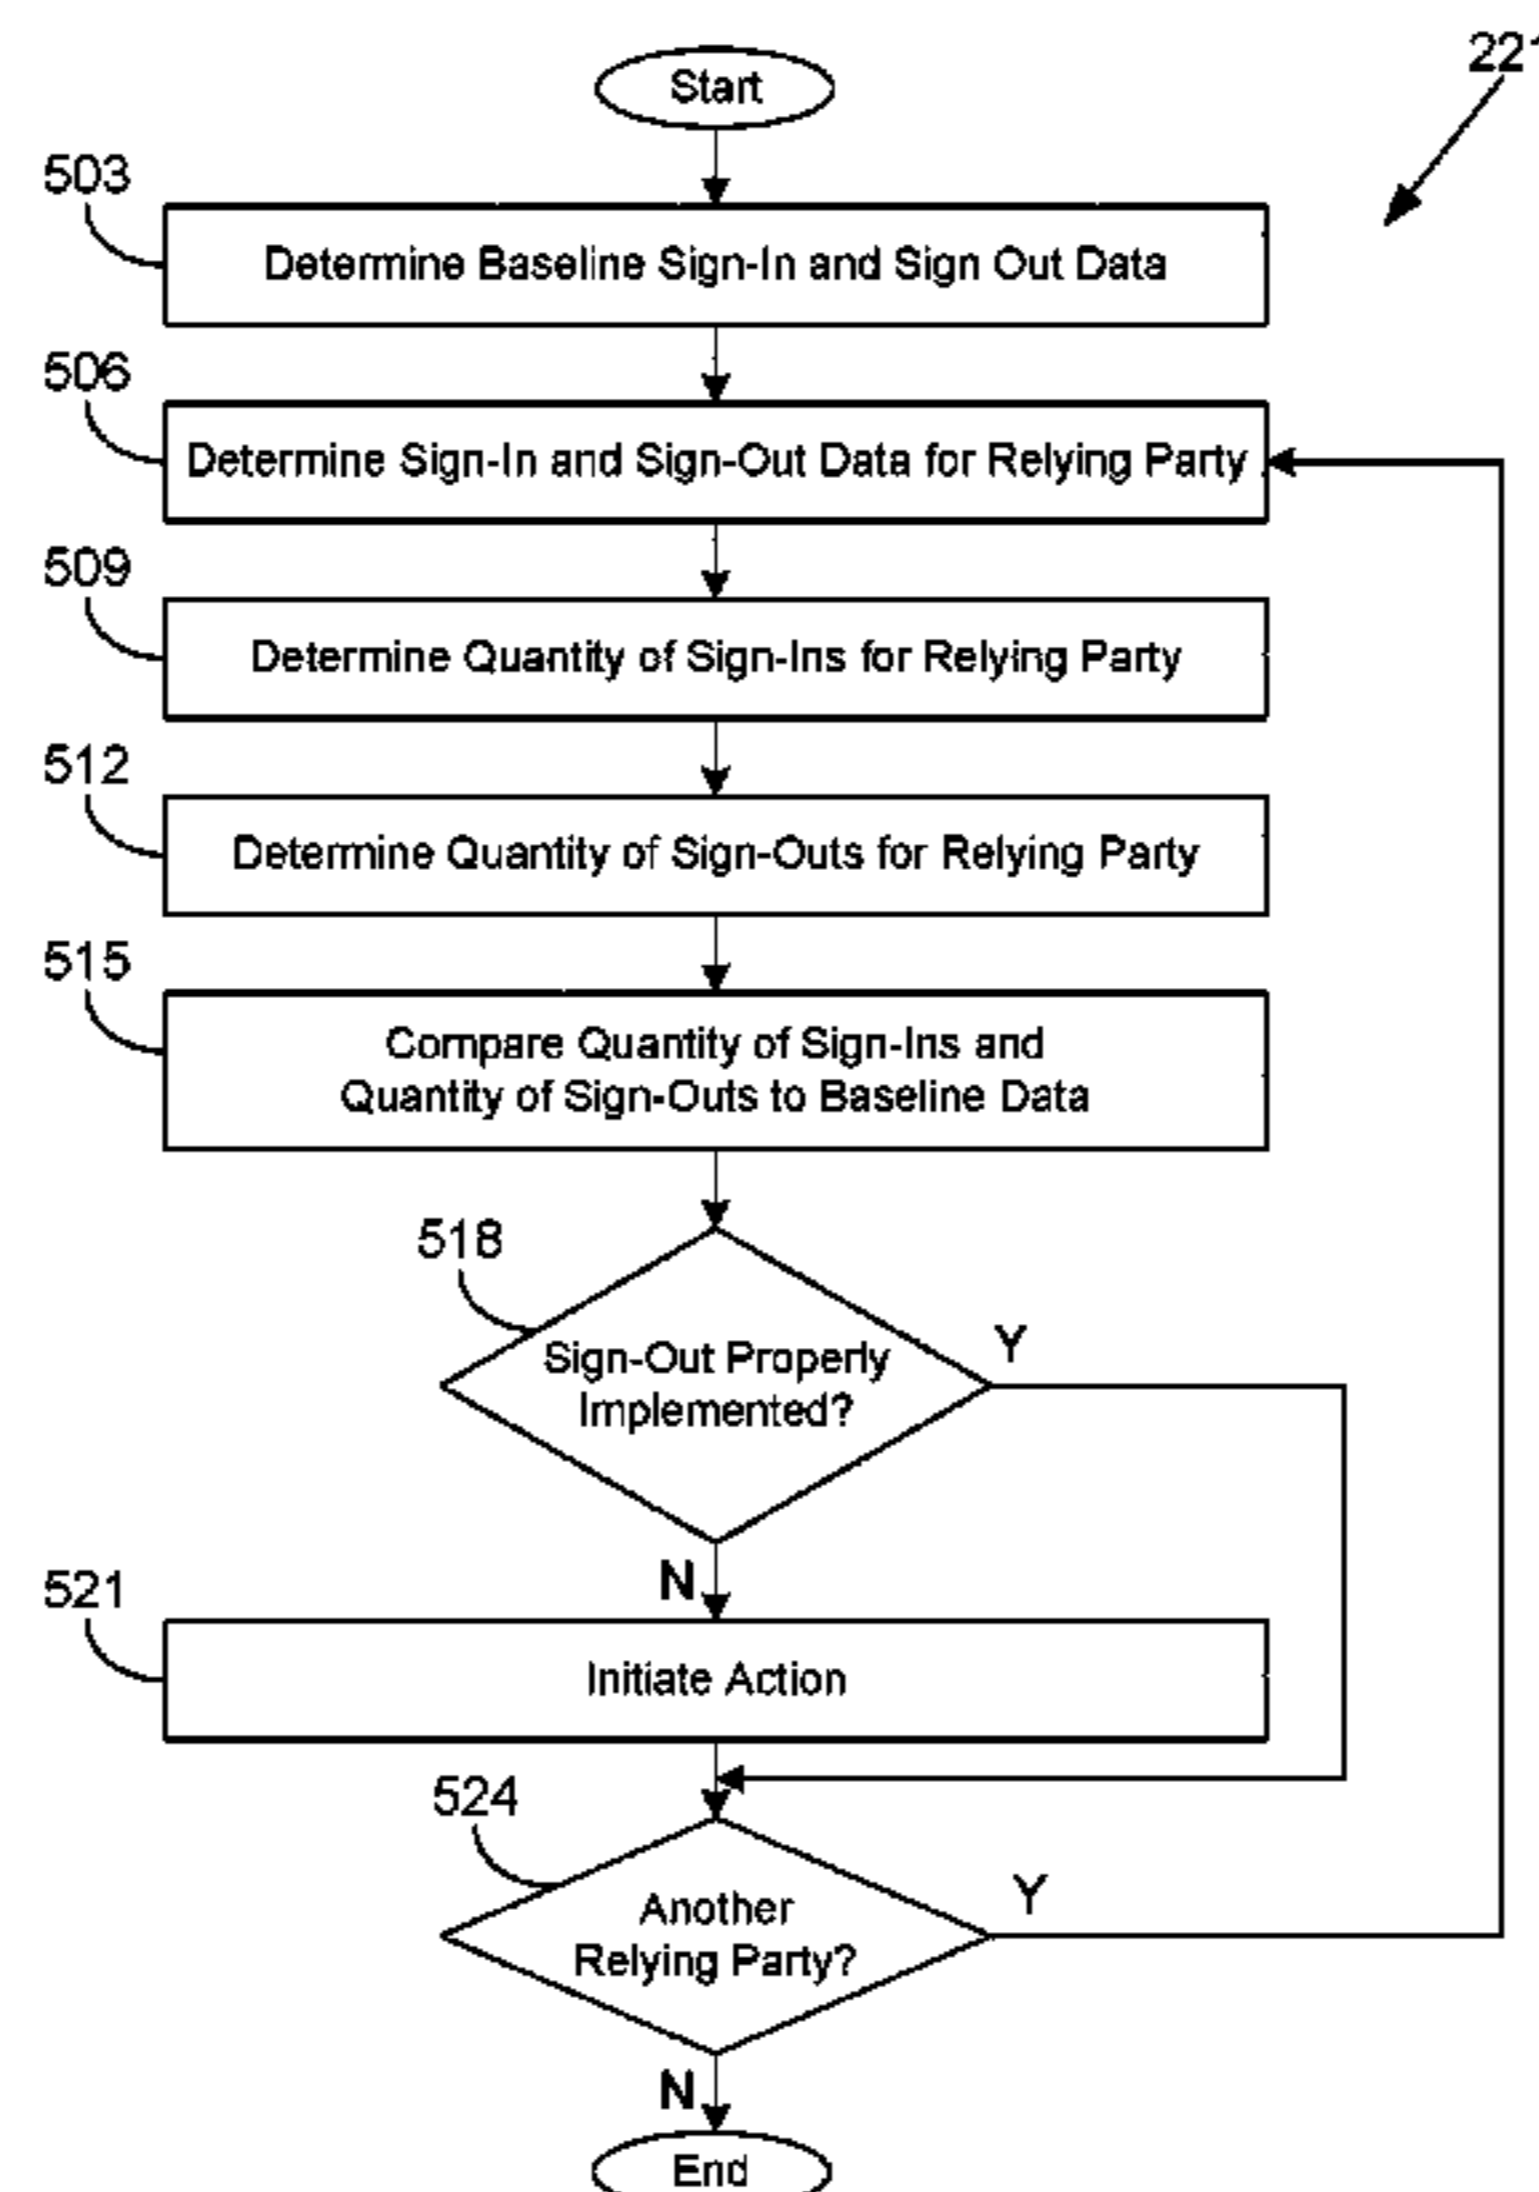 Start
221
503
Determine Baseline Sign-In and Sign Out Data
506
Determine Sign-In and Sign-Out Data for Relying Party
509
Determine Quantity of Sign-Ins for Relying Party
512
Determine Quantity of Sign-Outs for Relying Party
515
Compare Quantity of Sign-Ins and
Quantity of Sign-Outs to Baseline Data
518
Sign-Out Properly
Implemented?
Y
N
521
Initiate Action
524
Another
Relying Party?
Y
N
End